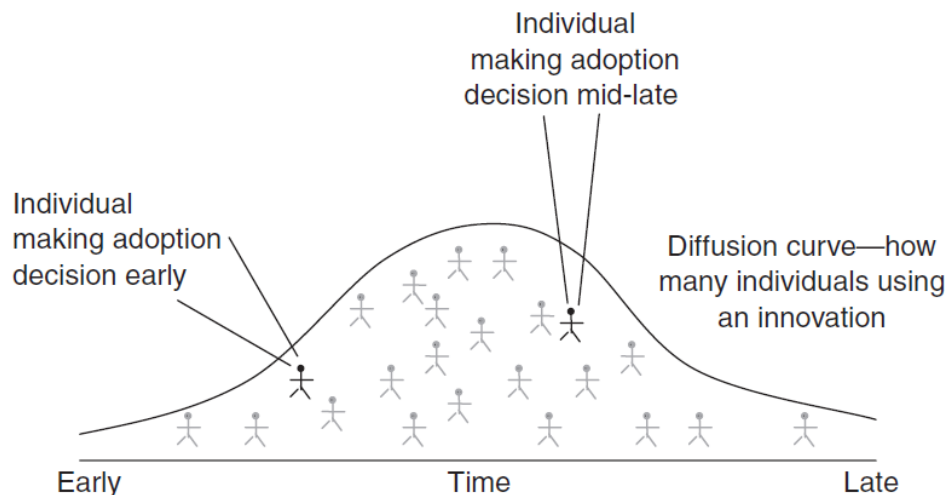 Individual
making adoption
decision mid-late
Individual
making adoption
decision early
Diffusion curve—how
many individuals using
an innovation
Early
Time
Late